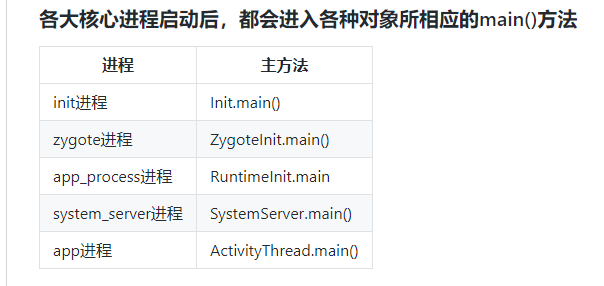 各大核心进程启动后，都会进入各种对象所相应的main()方法
进程 主方法
init进程 Init.main()
zygote进程 ZygoteInit.main()
app_process进程 RuntimeInit.main
system_server进程 SystemServer.main()
app进程 ActivityThread.main()